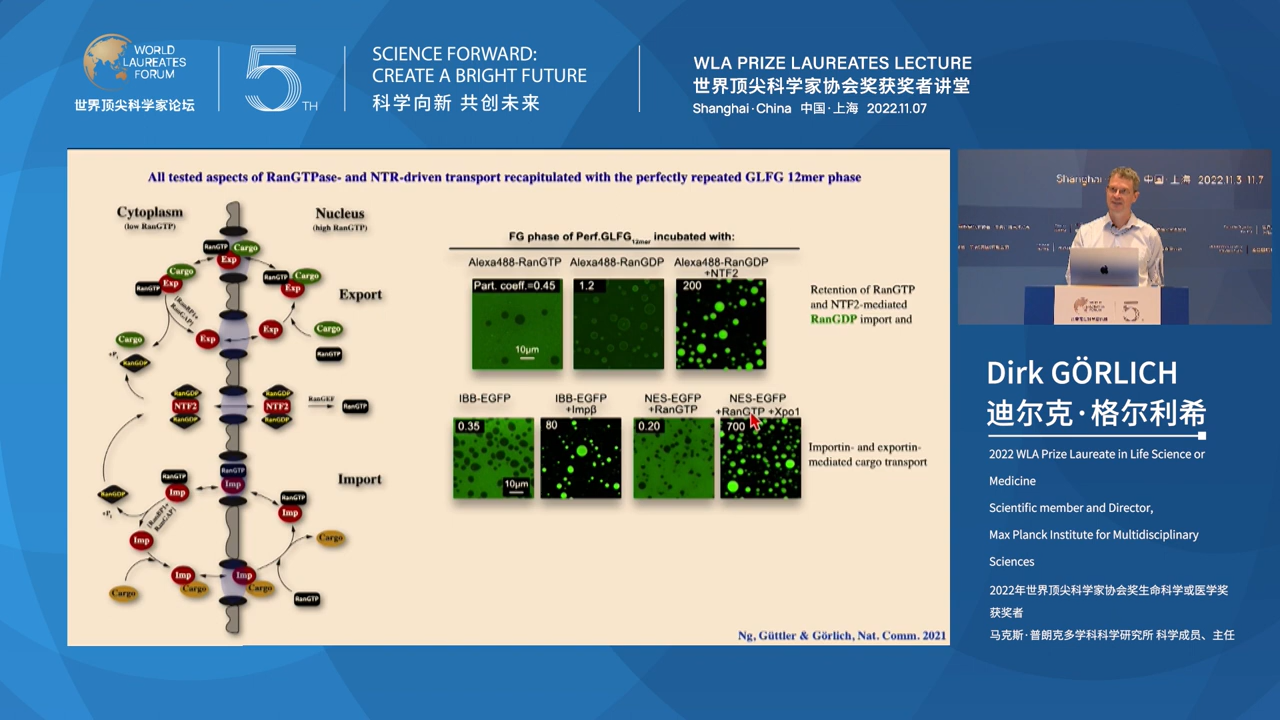 WORLD
LAUREATES
FORUM
世界顶尖科学家论坛
5TH
SCIENCE FORWARD:
CREATE A BRIGHT FUTURE
科学向新 共创未来
WLA PRIZE LAUREATES LECTURE
世界顶尖科学家协会奖获奖者讲堂
Shanghai·China 中国·上海 2022.11.07
All tested aspects of RanGTPase- and NTR-driven transport recapitulated with the perfectly repeated GLFG 12mer phase
Cytoplasm
(low RanGTP)
Nucleus
(high RanGTP)
RanGTP
Cargo
Exp
Cargo
RanGTP
Exp
RanGTP
Cargo
Exp
Export
(RanBP1+
RanGAP)
Cargo
Exp
Exp
Cargo
RanGTP
+Pi
RanGDP
RanGDP
NTF2
RanGDP
RanGDP
NTF2
RanGDP
RanGEF
RanGTP
RanGTP
Imp
Import
RanGTP
Imp
RanGDP
+Pi
(RanBP1+
RanGAP)
RanGTP
Imp
Imp
Cargo
Imp
Cargo
Imp
Cargo
Cargo
RanGTP
FG phase of Perf.GLFG12mer incubated with:
Alexa488-RanGTP
Alexa488-RanGDP
Alexa488-RanGDP
+NTF2
Part. coeff.=0.45
1.2
200
10µm
Retention of RanGTP
and NTF2-mediated
RanGDP import and
IBB-EGFP
IBB-EGFP
+Impβ
NES-EGFP
+RanGTP
NES-EGFP
+RanGTP +Xpo1
0.35
80
0.20
700
10µm
Importin- and exportin-
mediated cargo transport
Ng, Güttler & Görlich, Nat. Comm. 2021
Shanghai
中国·上海 2022.11.3-11.7
Dirk GÖRLICH
迪尔克·格尔利希
2022 WLA Prize Laureate in Life Science or
Medicine
Scientific member and Director,
Max Planck Institute for Multidisciplinary
Sciences
2022年世界顶尖科学家协会奖生命科学或医学奖
获奖者
马克斯·普朗克多学科科学研究所 科学成员、主任